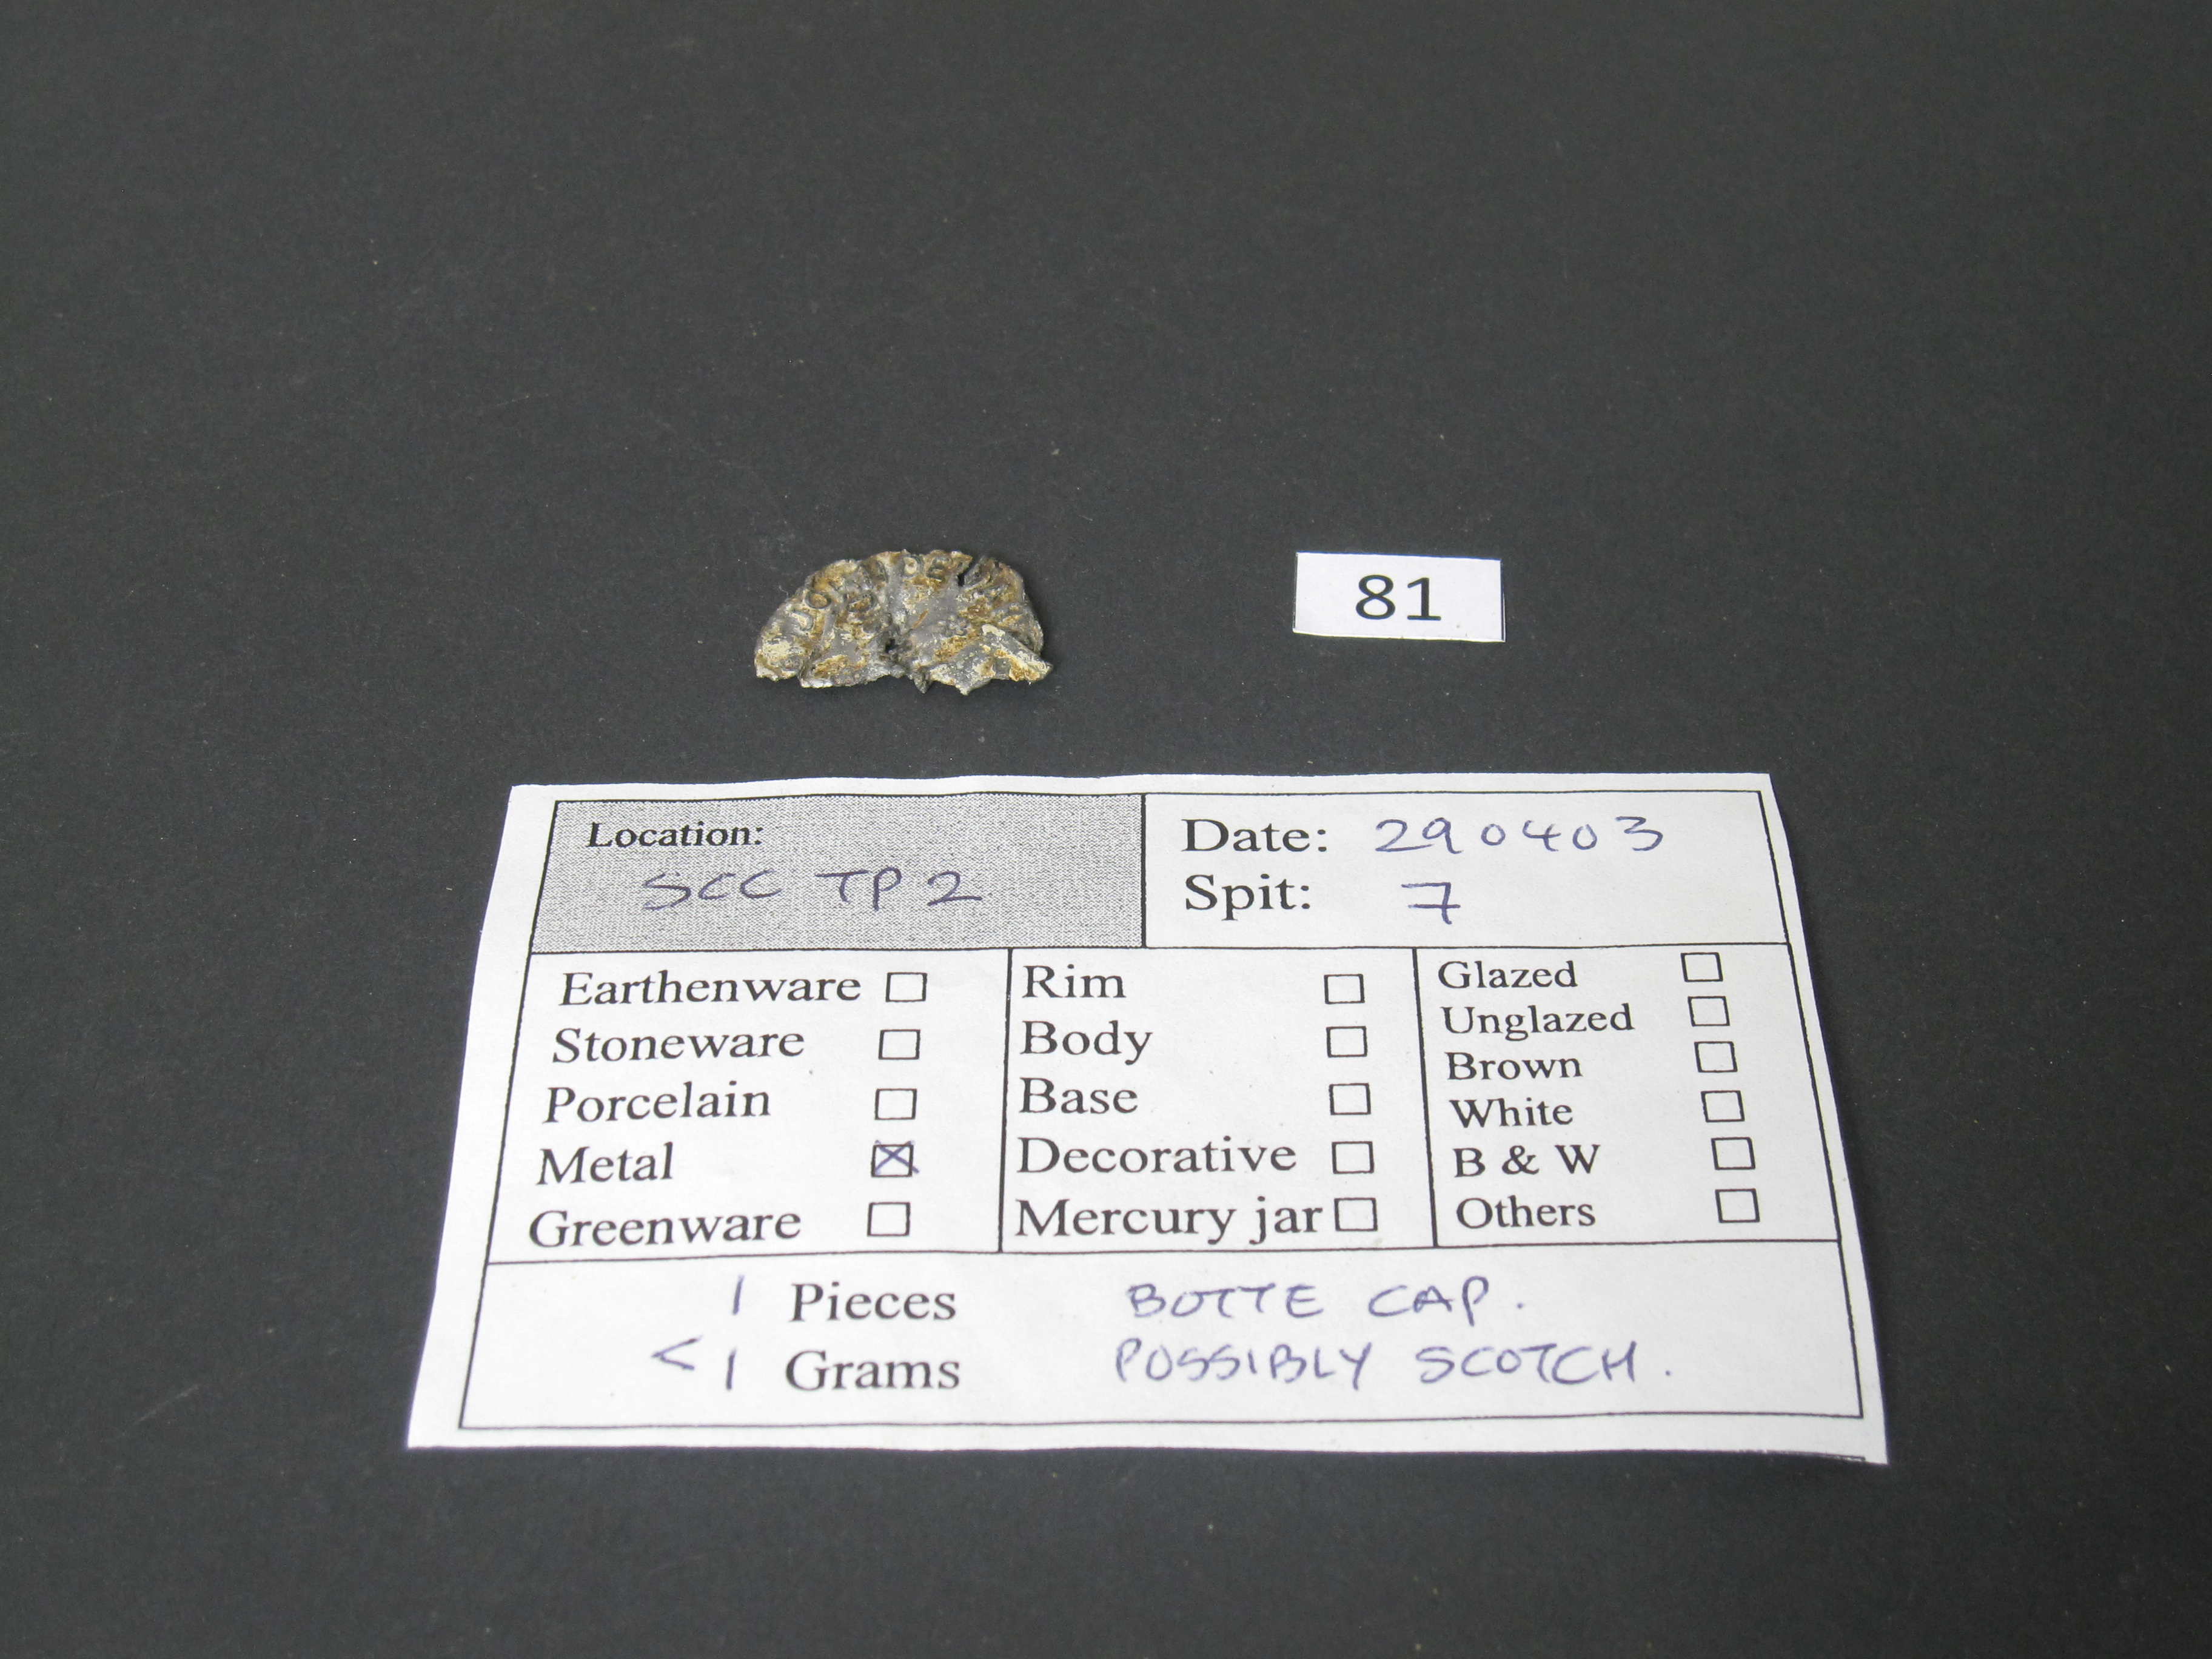 81
Location:
SCC TP 2
Date: 290403
Spit: 7
Earthenware
Stoneware
Porcelain
Metal
Greenware
Rim
Body
Base
Decorative
Mercury jar
Glazed
Unglazed
Brown
White
B & W
Others
1 Pieces
<1 Grams
BOTTE CAP.
POSSIBLY SCOTCH.